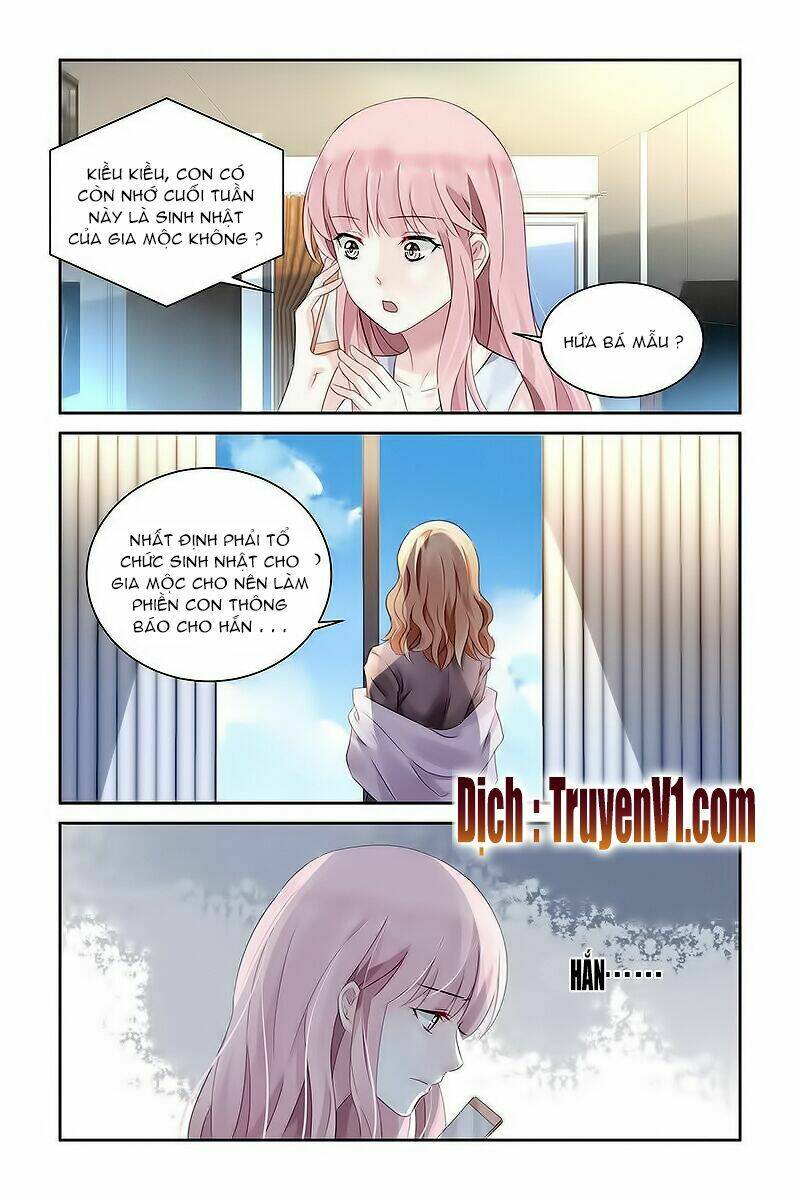 KIỀU KIỀU, CON CÓ
CÒN NHỚ CUỐI TUẦN
NÀY LÀ SINH NHẬT
CỦA GIA MỘC KHÔNG ?
HỨA BÁ MẪU ?
NHẤT ĐỊNH PHẢI TỔ
CHỨC SINH NHẬT CHO
GIA MỘC CHO NÊN LÀM
PHIỀN CON THÔNG
BÁO CHO HẮN . . .
Dịch : TruyenV1.com
HẮN......